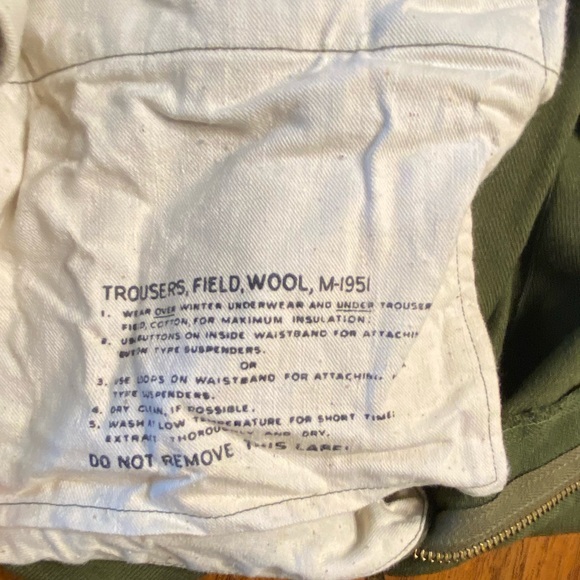 TROUSERS, FIELD, WOOL, M-1951
1. WEAR OVER WINTER UNDERWEAR AND UNDER TROUSER
FIELD, COTTON, FOR MAXIMUM INSULATION.
2. USE BUTTONS ON INSIDE WAISTBAND FOR ATTACHIN
BUTTON TYPE SUSPENDERS.
OR
3. USE LOOPS ON WAISTBAND FOR ATTACHING
TYPE SUSPENDERS.
4. DRY CLEAN, IF POSSIBLE.
5. WASH AT LOW TEMPERATURE FOR SHORT TIME;
EXTRACT THOROUGHLY AND DRY.
DO NOT REMOVE THIS LABEL